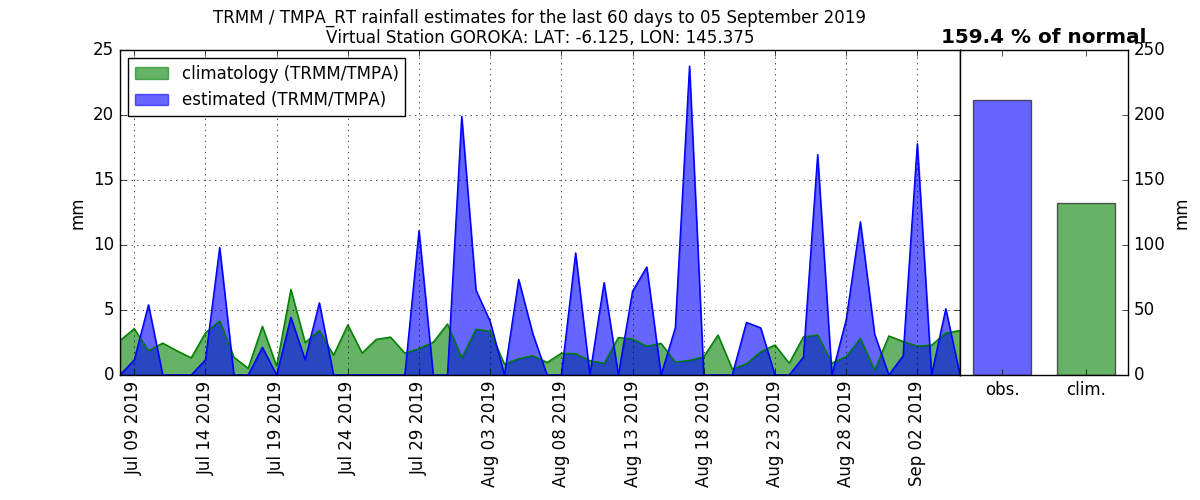 TRMM / TMPA_RT rainfall estimates for the last 60 days to 05 September 2019
Virtual Station GOROKA: LAT: -6.125, LON: 145.375
159.4 % of normal
climatology (TRMM/TMPA)
estimated (TRMM/TMPA)
25
20
15
10
5
0
mm
250
200
150
100
50
0
mm
Jul 09 2019
Jul 14 2019
Jul 19 2019
Jul 24 2019
Jul 29 2019
Aug 03 2019
Aug 08 2019
Aug 13 2019
Aug 18 2019
Aug 23 2019
Aug 28 2019
Sep 02 2019
obs.
clim.